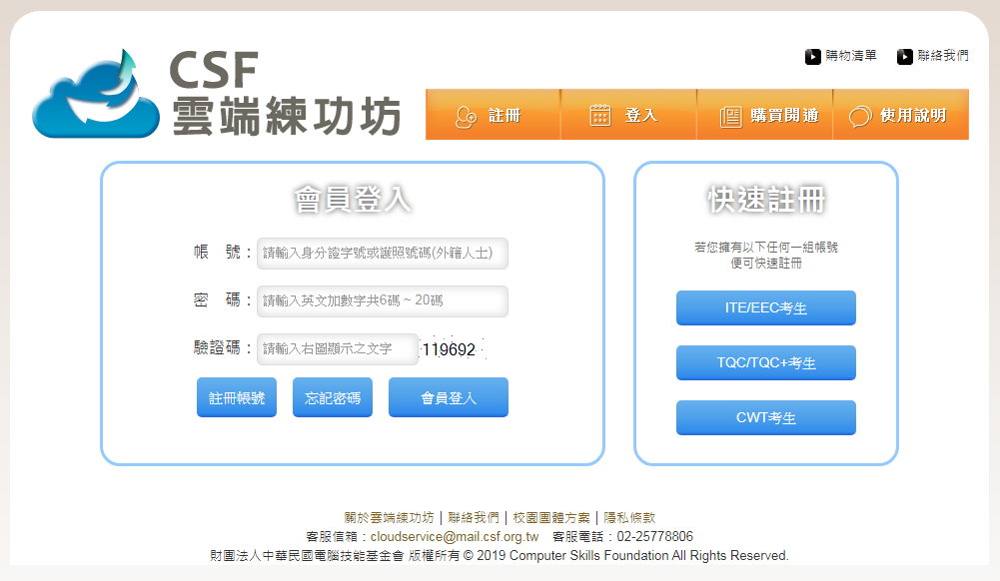 購物清單 聯絡我們
CSF
雲端練功坊
註冊 登入 購買開通 使用說明
會員登入
帳 號：請輸入身分證字號或護照號碼(外籍人士)
密 碼：請輸入英文加數字共6碼 ~ 20碼
驗證碼：請輸入右圖顯示之文字 119692
註冊帳號 忘記密碼 會員登入
快速註冊
若您擁有以下任何一組帳號
便可快速註冊
ITE/EEC考生
TQC/TQC+考生
CWT考生
關於雲端練功坊 | 聯絡我們 | 校園團體方案 | 隱私條款
客服信箱：cloudservice@mail.csf.org.tw 客服電話：02-25778806
財團法人中華民國電腦技能基金會 版權所有 © 2019 Computer Skills Foundation All Rights Reserved.